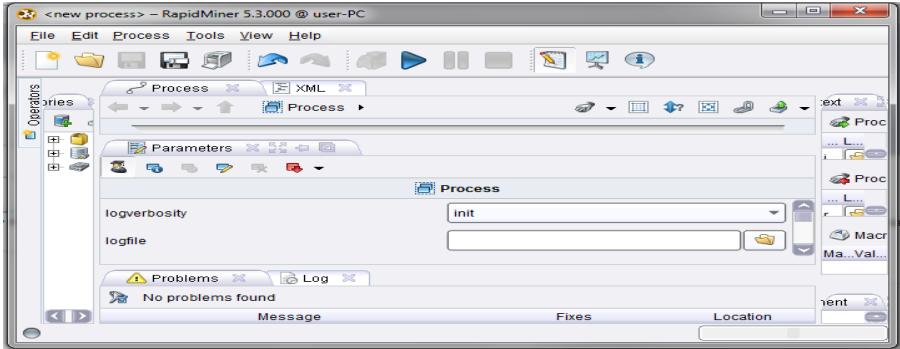 <new process> – RapidMiner 5.3.000 @ user-PC
File Edit Process Tools View Help
Operators
Process XML
Process
Parameters
Process
logverbosity init
logfile
Problems Log
No problems found
Message Fixes Location
Proc
... L...
Proc
... L...
Macr
Ma...Val...